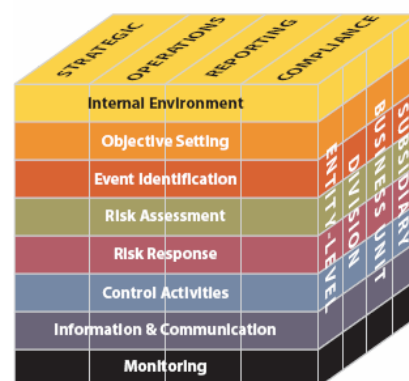 STRATEGIC
OPERATIONS
REPORTING
COMPLIANCE
Internal Environment
Objective Setting
Event Identification
Risk Assessment
Risk Response
Control Activities
Information & Communication
Monitoring
ENTITY-LEVEL
DIVISION
BUSINESS UNIT
SUBSIDIARY